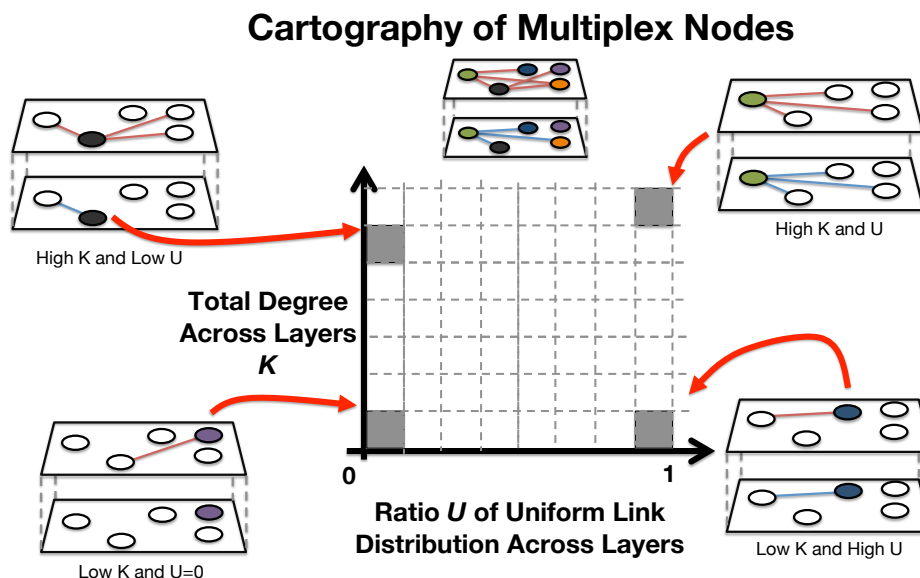 Cartography of Multiplex Nodes
High K and Low U
High K and U
Total Degree
Across Layers
K
0
1
Ratio U of Uniform Link
Distribution Across Layers
Low K and U=0
Low K and High U